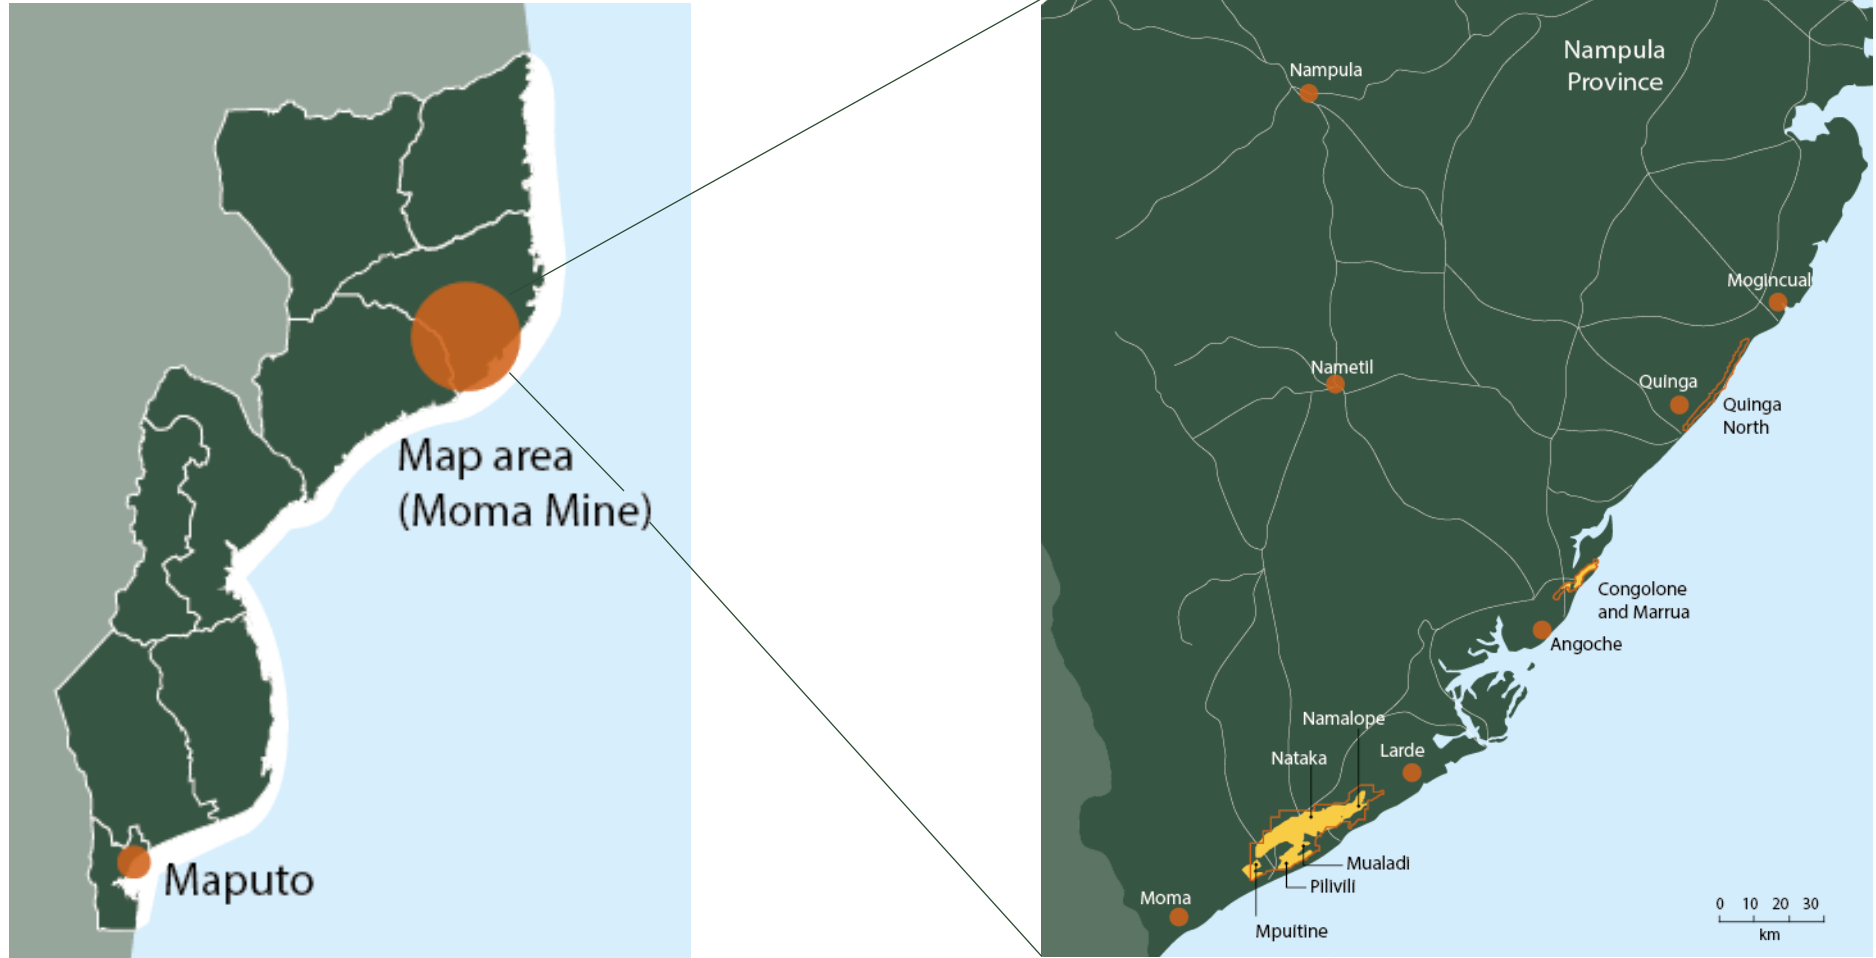 Map area
(Moma Mine)
Maputo
Nampula
Province
Nampula
Mogincual
Nametil
Quinga
Quinga
North
Congolone
and Marrua
Angoche
Namalope
Larde
Nataka
Mualadi
Pilivili
Moma
Mpuitine
0 10 20 30
km